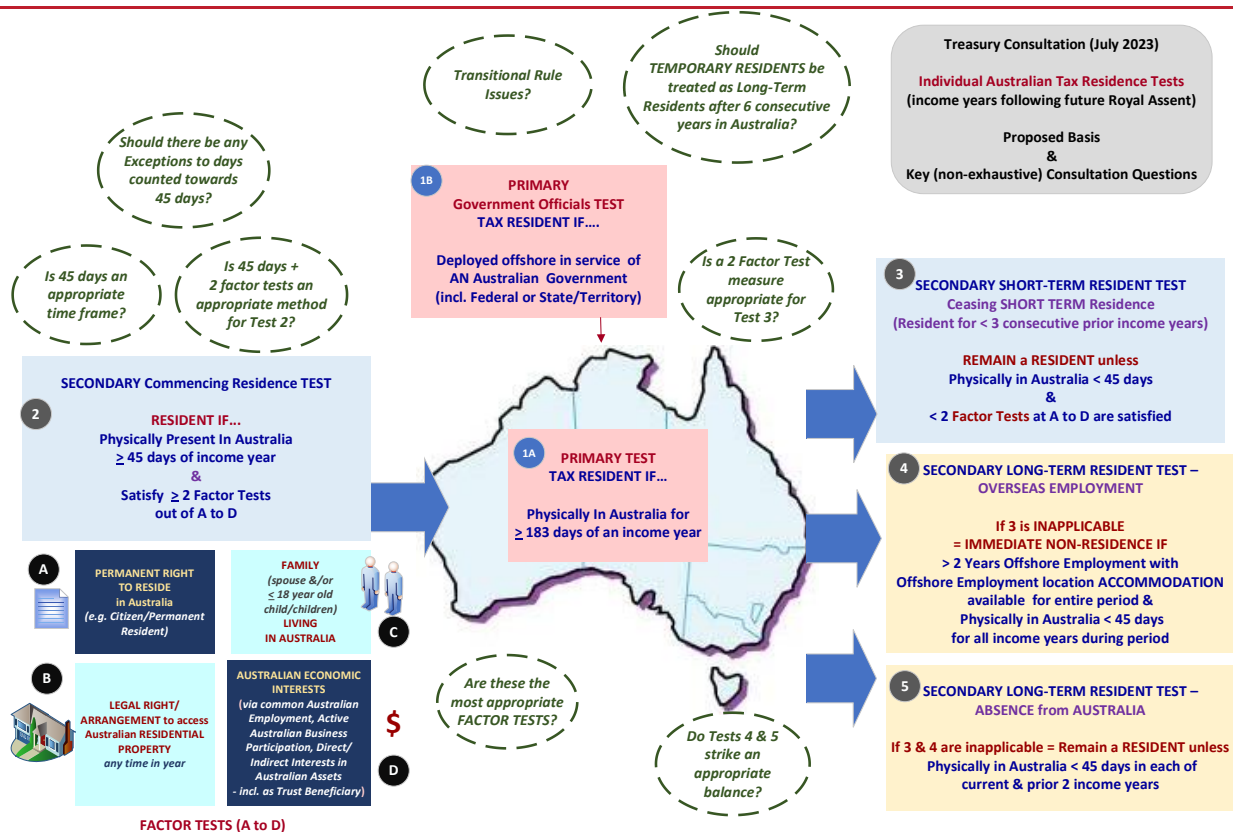 Should there be any
Exceptions to days
counted towards
45 days?
Is 45 days an
appropriate
time frame?
Is 45 days +
2 factor tests an
appropriate method
for Test 2?
Transitional Rule
Issues?
Should
TEMPORARY RESIDENTS be
treated as Long-Term
Residents after 6 consecutive
years in Australia?
Treasury Consultation (July 2023)
Individual Australian Tax Residence Tests
(income years following future Royal Assent)
Proposed Basis
&
Key (non-exhaustive) Consultation Questions
1B
PRIMARY
Government Officials TEST
TAX RESIDENT IF....
Deployed offshore in service of
AN Australian Government
(incl. Federal or State/Territory)
Is a 2 Factor Test
measure
appropriate for
Test 3?
2
SECONDARY Commencing Residence TEST
RESIDENT IF...
Physically Present In Australia
≥ 45 days of income year
&
Satisfy ≥ 2 Factor Tests
out of A to D
1A
PRIMARY TEST
TAX RESIDENT IF...
Physically In Australia for
≥ 183 days of an income year
3
SECONDARY SHORT-TERM RESIDENT TEST
Ceasing SHORT TERM Residence
(Resident for < 3 consecutive prior income years)
REMAIN a RESIDENT unless
Physically in Australia < 45 days
&
< 2 Factor Tests at A to D are satisfied
4
SECONDARY LONG-TERM RESIDENT TEST –
OVERSEAS EMPLOYMENT
If 3 is INAPPLICABLE
= IMMEDIATE NON-RESIDENCE IF
> 2 Years Offshore Employment with
Offshore Employment location ACCOMMODATION
available for entire period &
Physically in Australia < 45 days
for all income years during period
5
SECONDARY LONG-TERM RESIDENT TEST –
ABSENCE from AUSTRALIA
If 3 & 4 are inapplicable = Remain a RESIDENT unless
Physically in Australia < 45 days in each of
current & prior 2 income years
A
PERMANENT RIGHT
TO RESIDE
in Australia
(e.g. Citizen/Permanent
Resident)
FAMILY
(spouse &/or
≤ 18 year old
child/children)
LIVING
IN AUSTRALIA
C
B
LEGAL RIGHT/
ARRANGEMENT to access
Australian RESIDENTIAL
PROPERTY
any time in year
AUSTRALIAN ECONOMIC
INTERESTS
(via common Australian
Employment, Active
Australian Business
Participation, Direct/
Indirect Interests in
Australian Assets
- incl. as Trust Beneficiary)
$
D
Are these the
most appropriate
FACTOR TESTS?
Do Tests 4 & 5
strike an
appropriate
balance?
FACTOR TESTS (A to D)